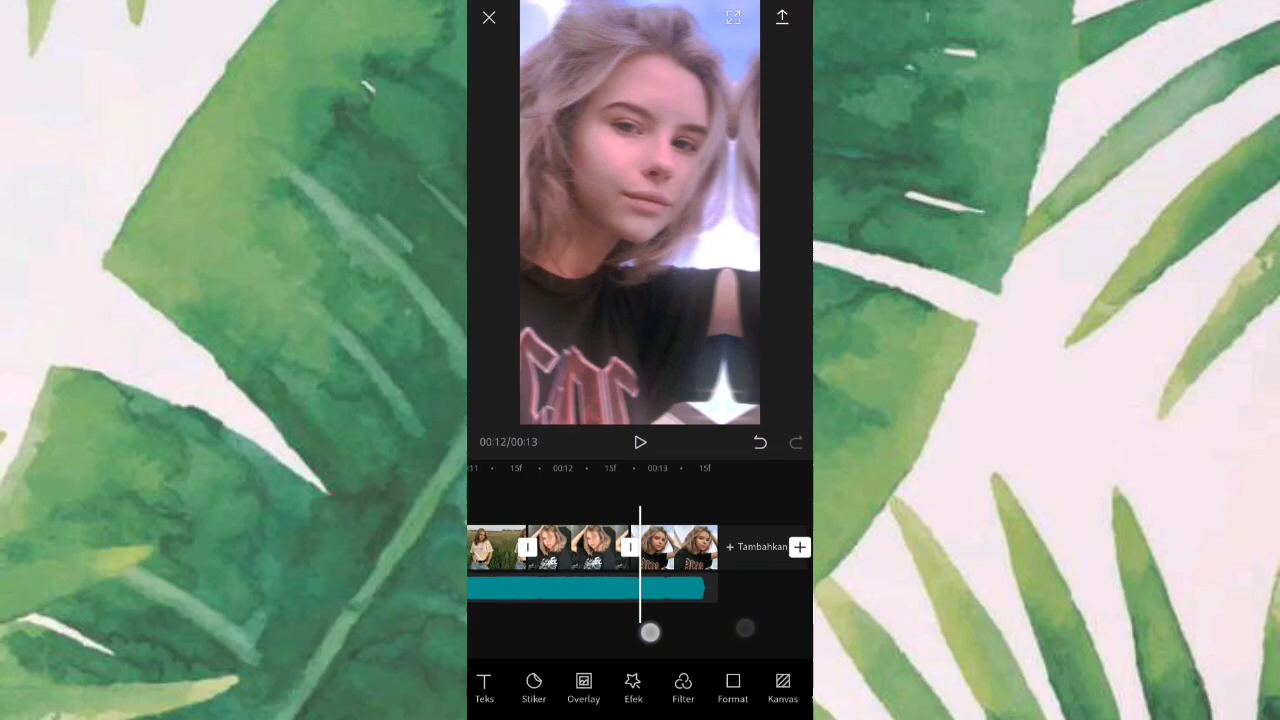 00:12/00:13
:11 15f 00:12 15f 00:13 15f
+ Tambahkan
Teks Stiker Overlay Efek Filter Format Kanvas